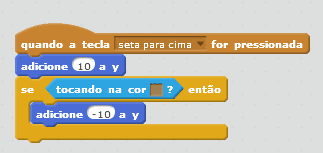 quando a tecla seta para cima for pressionada
adicione 10 a y
se tocando na cor ? então
adicione -10 a y